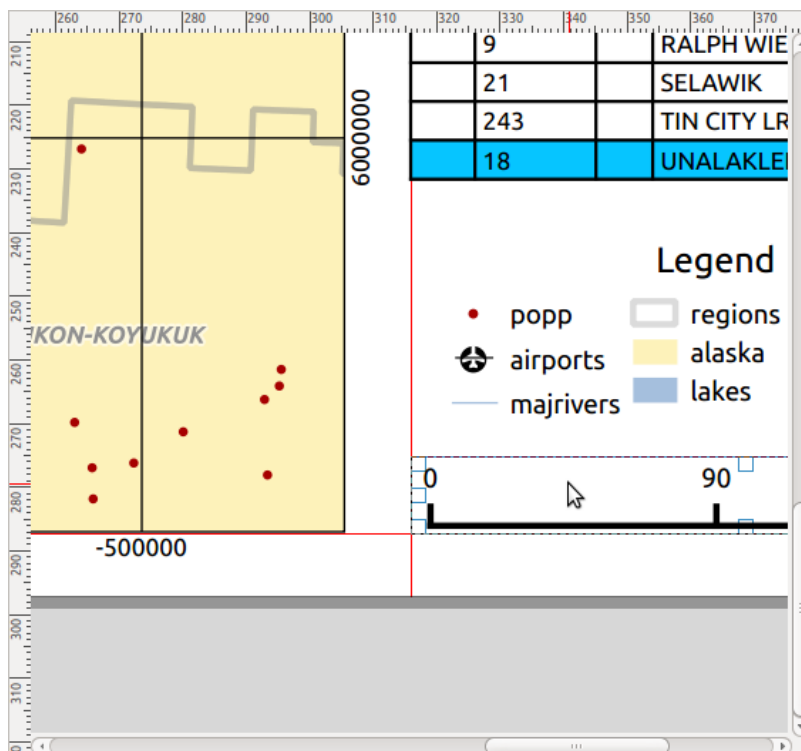 260 270 280 290 300 310 320 330 340 350 360 370
210
220
230
240
250
260
270
280
290
300
310
9 RALPH WIE
21 SELAWIK
243 TIN CITY LR
18 UNALAKLE
6000000
KON-KOYUKUK
-500000
Legend
popp
airports
majrivers
regions
alaska
lakes
0 90